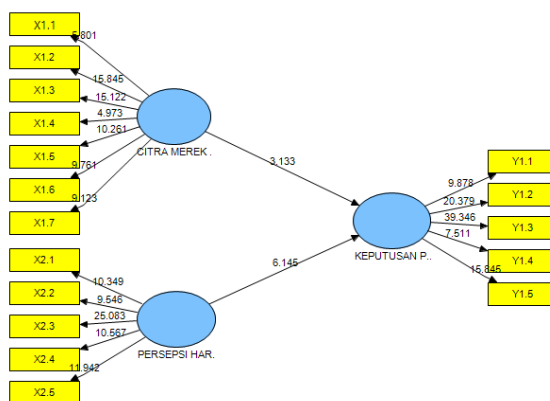 X1.1
5.801
X1.2
15.845
X1.3
15.122
X1.4
4.973
X1.5
10.261
CITRA MEREK .
X1.6
9.761
X1.7
9.123
3.133
Y1.1
9.878
Y1.2
20.379
Y1.3
39.346
Y1.4
7.511
KEPUTUSAN P..
Y1.5
15.845
6.145
X2.1
10.349
X2.2
9.546
X2.3
25.083
X2.4
10.567
PERSEPSI HAR.
X2.5
11.942